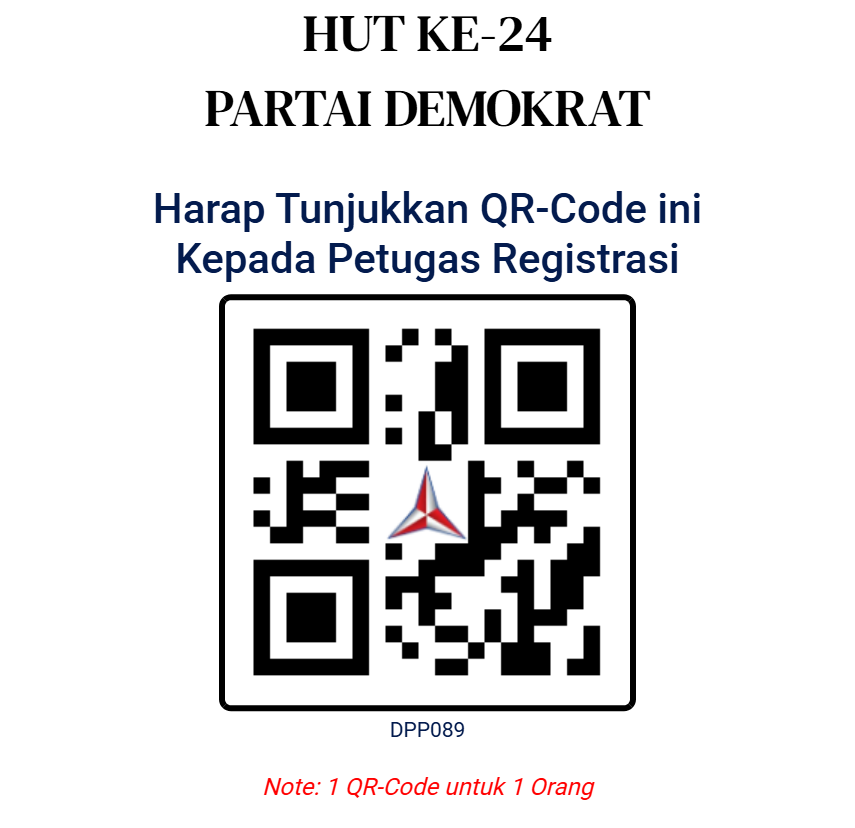 HUT KE-24
PARTAI DEMOKRAT
Harap Tunjukkan QR-Code ini
Kepada Petugas Registrasi
DPP089
Note: 1 QR-Code untuk 1 Orang